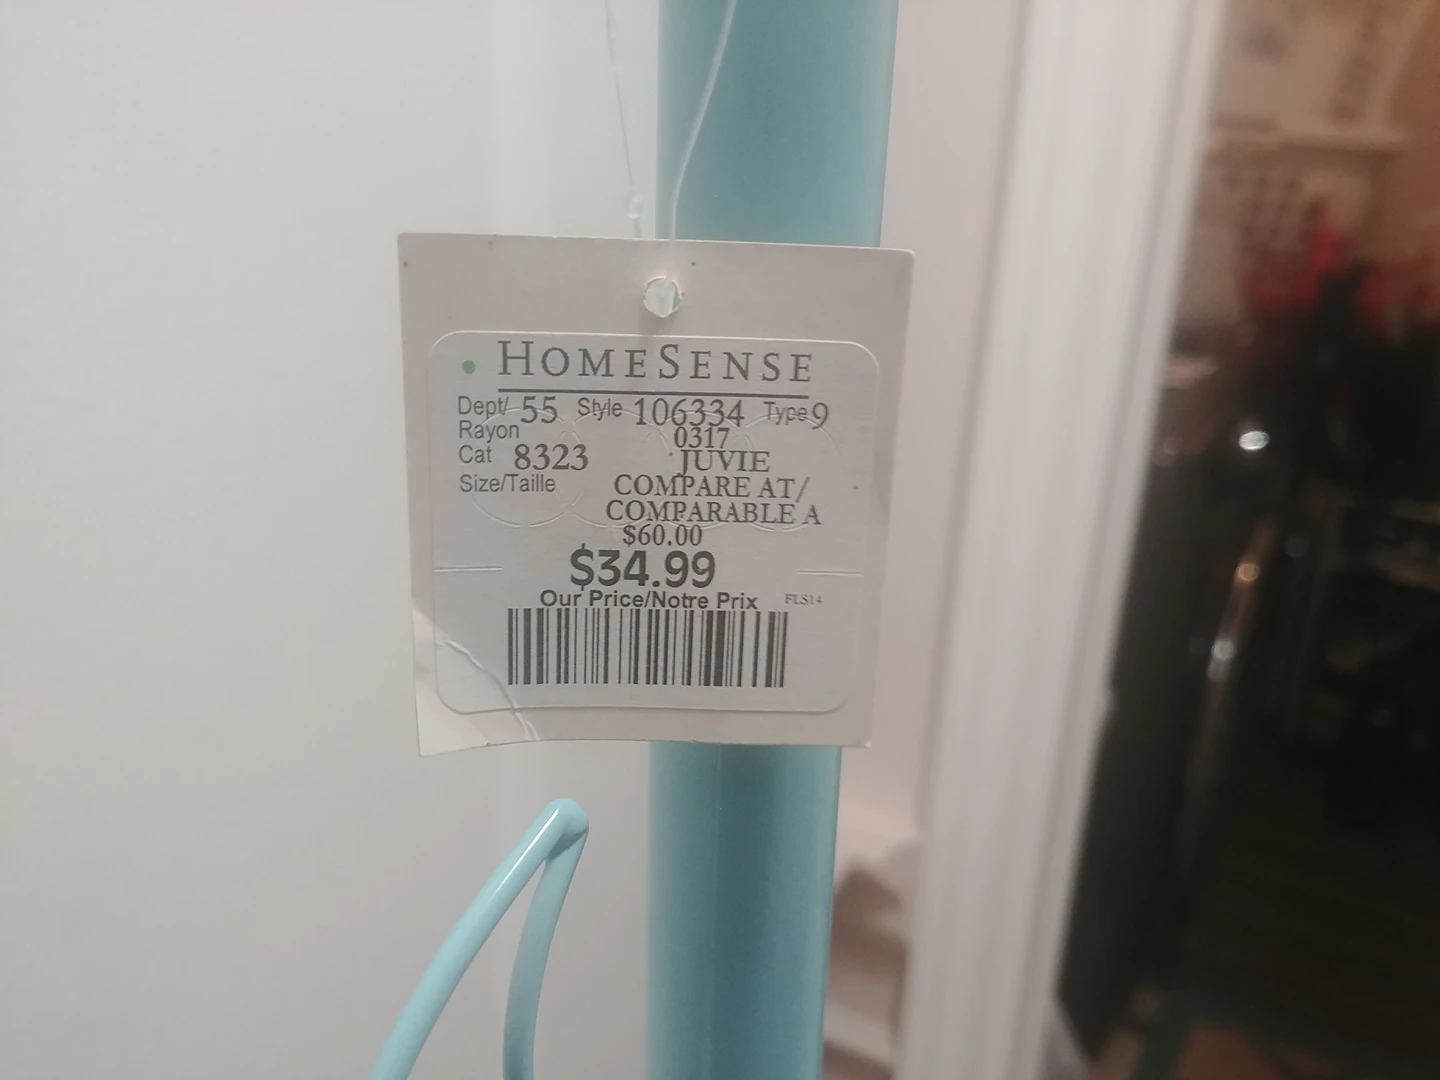 HOMESENSE
Dept/ 55 Style 106334 Type 9
Rayon 0317
Cat 8323 JUVIE
Size/Taille COMPARE AT/
COMPARABLE A
$60.00
$34.99
Our Price/Notre Prix FLS14